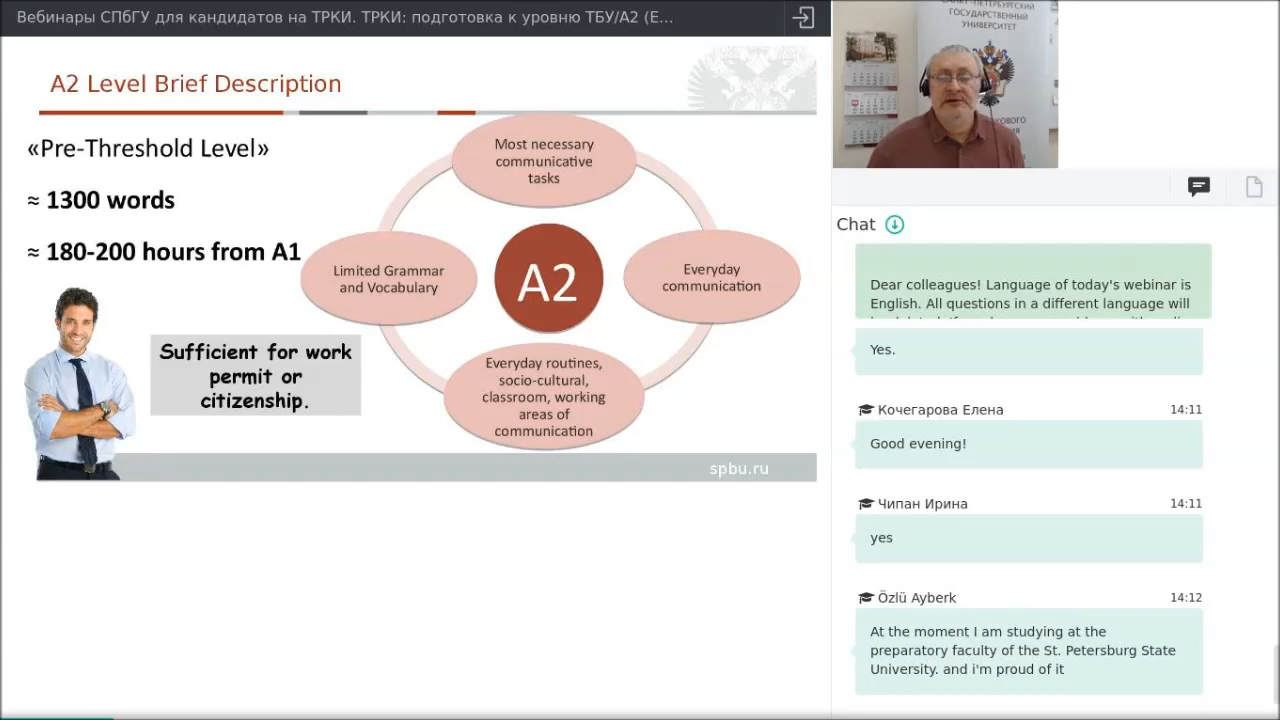 Вебинары СПбГУ для кандидатов на ТРКИ. ТРКИ: подготовка к уровню ТБУ/А2 (E...
A2 Level Brief Description
«Pre-Threshold Level»
≈ 1300 words
≈ 180-200 hours from A1
Sufficient for work
permit or
citizenship.
Most necessary
communicative
tasks
Limited Grammar
and Vocabulary
A2
Everyday
communication
Everyday routines,
socio-cultural,
classroom, working
areas of
communication
spbu.ru
ГОСУДАРСТВЕННЫЙ
УНИВЕРСИТЕТ
Chat
Dear colleagues! Language of today's webinar is
English. All questions in a different language will
Yes.
Кочегарова Елена 14:11
Good evening!
Чипан Ирина 14:11
yes
Özlü Ayberk 14:12
At the moment I am studying at the
preparatory faculty of the St. Petersburg State
University. and i'm proud of it